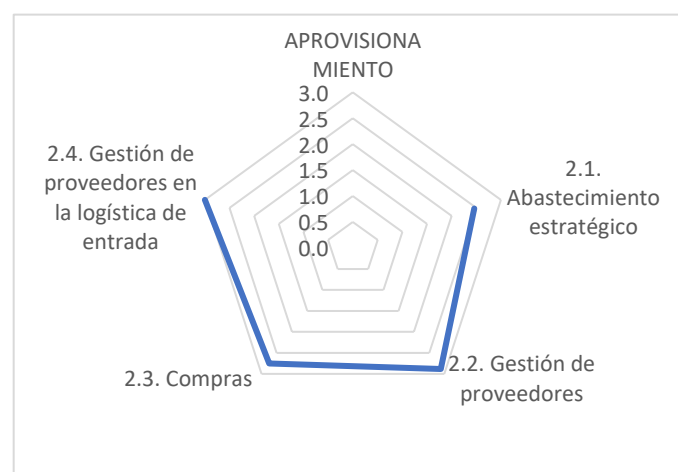 APROVISIONA
MIENTO
3.0
2.5
2.0
1.5
1.0
0.5
0.0
2.1.
Abastecimiento
estratégico
2.2. Gestión de
proveedores
2.3. Compras
2.4. Gestión de
proveedores en
la logística de
entrada